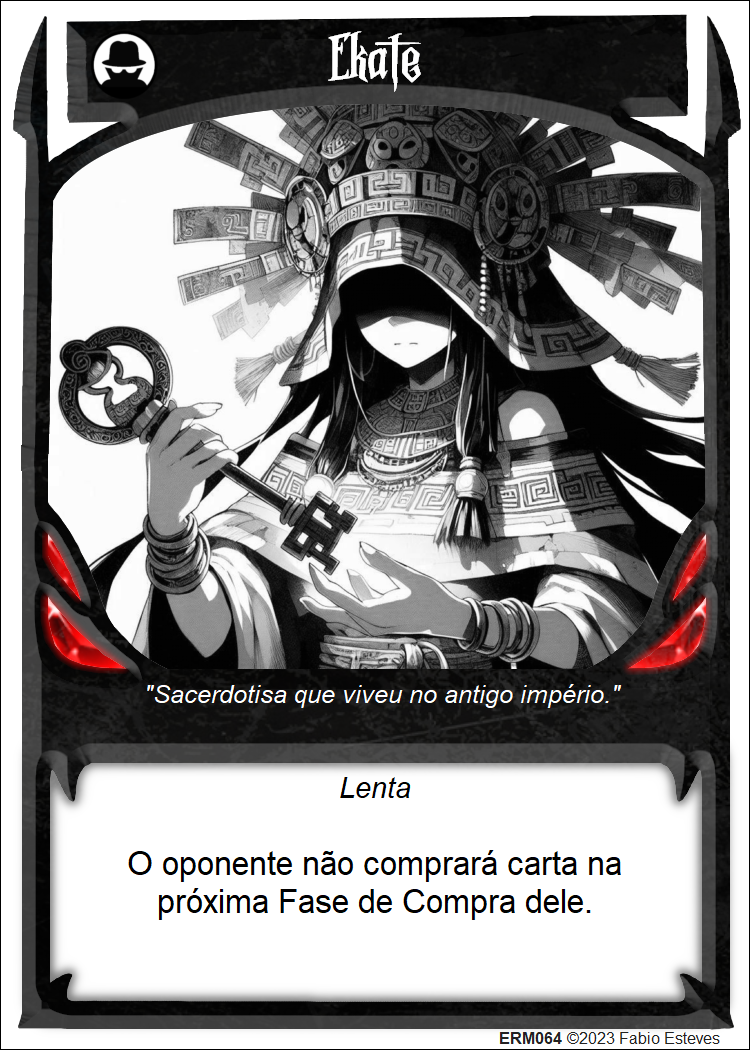 Ekate
"Sacerdotisa que viveu no antigo império."
Lenta
O oponente não comprará carta na
próxima Fase de Compra dele.
ERM064 ©2023 Fabio Esteves